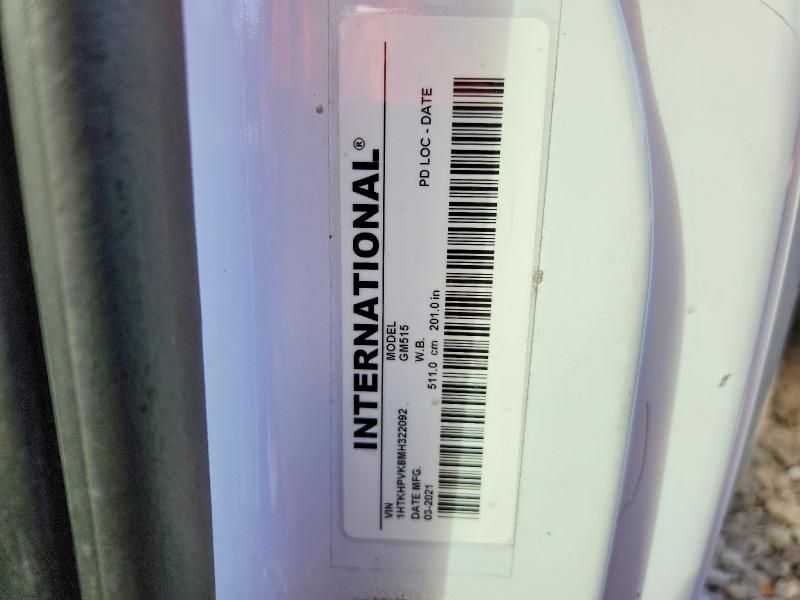 INTERNATIONAL®
VIN
1HTKHPVK8MH322092
MODEL
GM515
DATE MFG.
03-2021
W.B.
511.0 cm 201.0 in
PD LOC - DATE